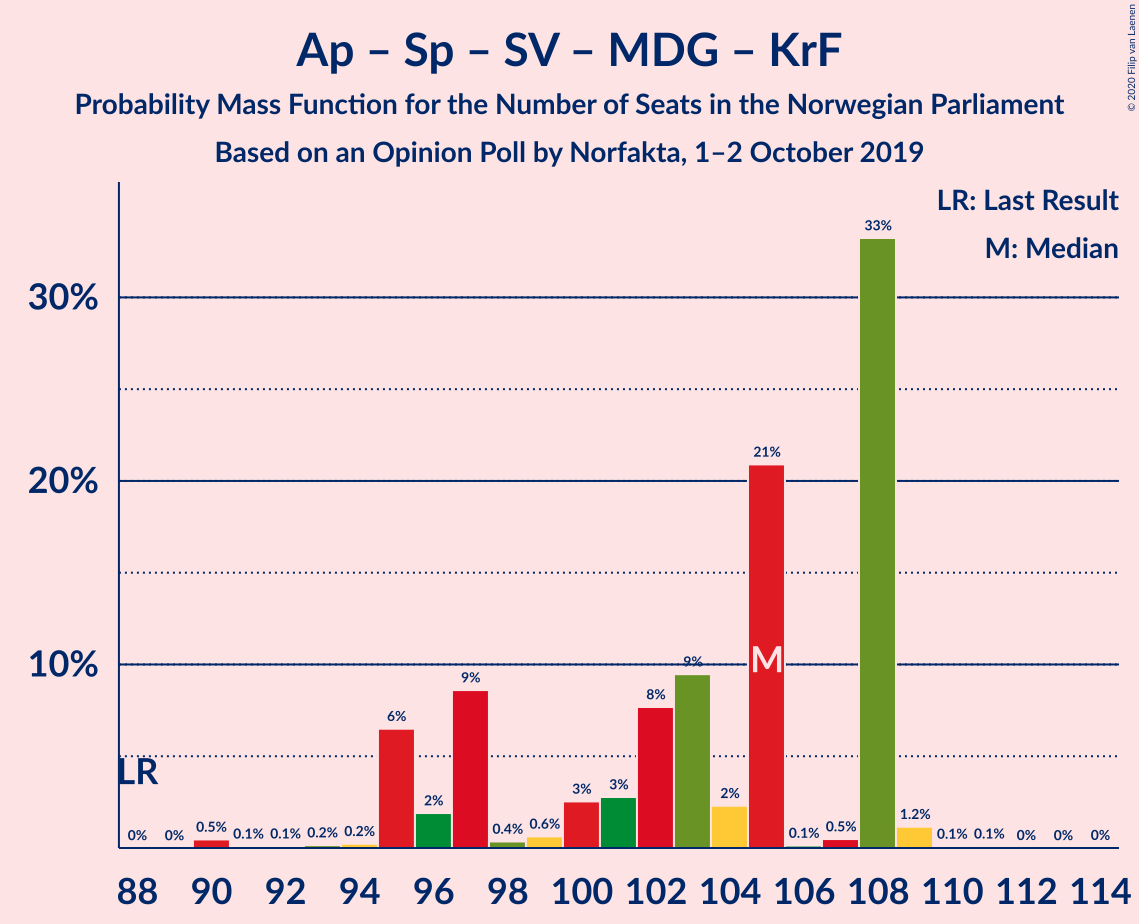 Ap – Sp – SV – MDG – KrF
Probability Mass Function for the Number of Seats in the Norwegian Parliament
Based on an Opinion Poll by Norfakta, 1–2 October 2019
© 2020 Filip van Laenen
LR: Last Result
M: Median
33%
30%
21%
20%
M
10%
9%
9%
8%
6%
LR
3%
3%
2%
2%
0% 0% 0.5% 0.1% 0.1% 0.2% 0.2% 0.4% 0.6% 0.1% 0.5% 1.2% 0.1% 0.1% 0% 0% 0%
88 90 92 94 96 98 100 102 104 106 108 110 112 114